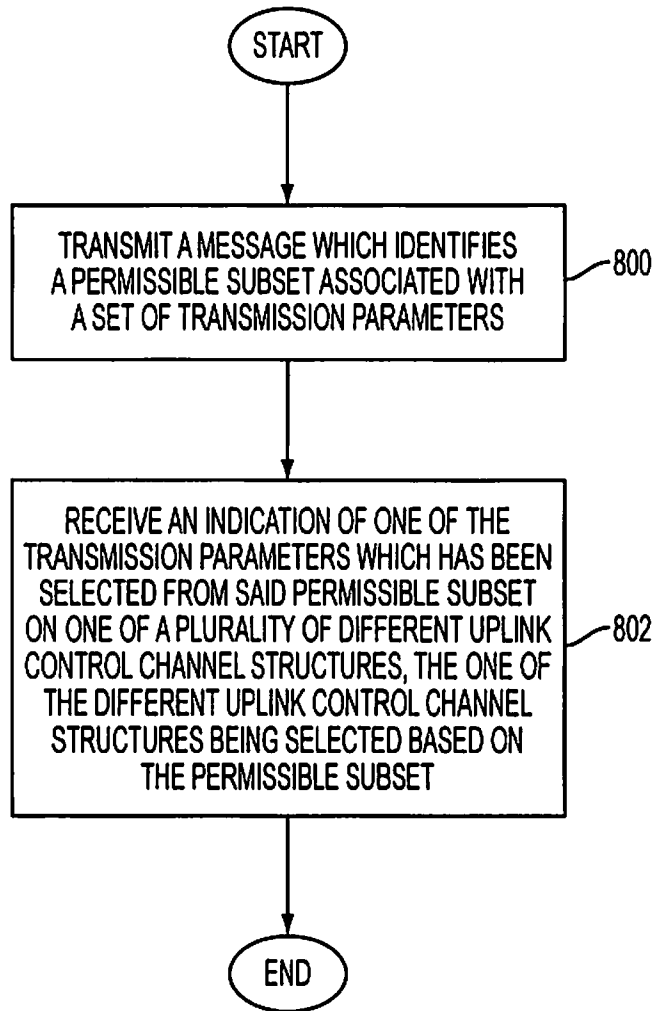 START
TRANSMIT A MESSAGE WHICH IDENTIFIES
A PERMISSIBLE SUBSET ASSOCIATED WITH
A SET OF TRANSMISSION PARAMETERS
800
RECEIVE AN INDICATION OF ONE OF THE
TRANSMISSION PARAMETERS WHICH HAS BEEN
SELECTED FROM SAID PERMISSIBLE SUBSET
ON ONE OF A PLURALITY OF DIFFERENT UPLINK
CONTROL CHANNEL STRUCTURES, THE ONE OF
THE DIFFERENT UPLINK CONTROL CHANNEL
STRUCTURES BEING SELECTED BASED ON
THE PERMISSIBLE SUBSET
802
END